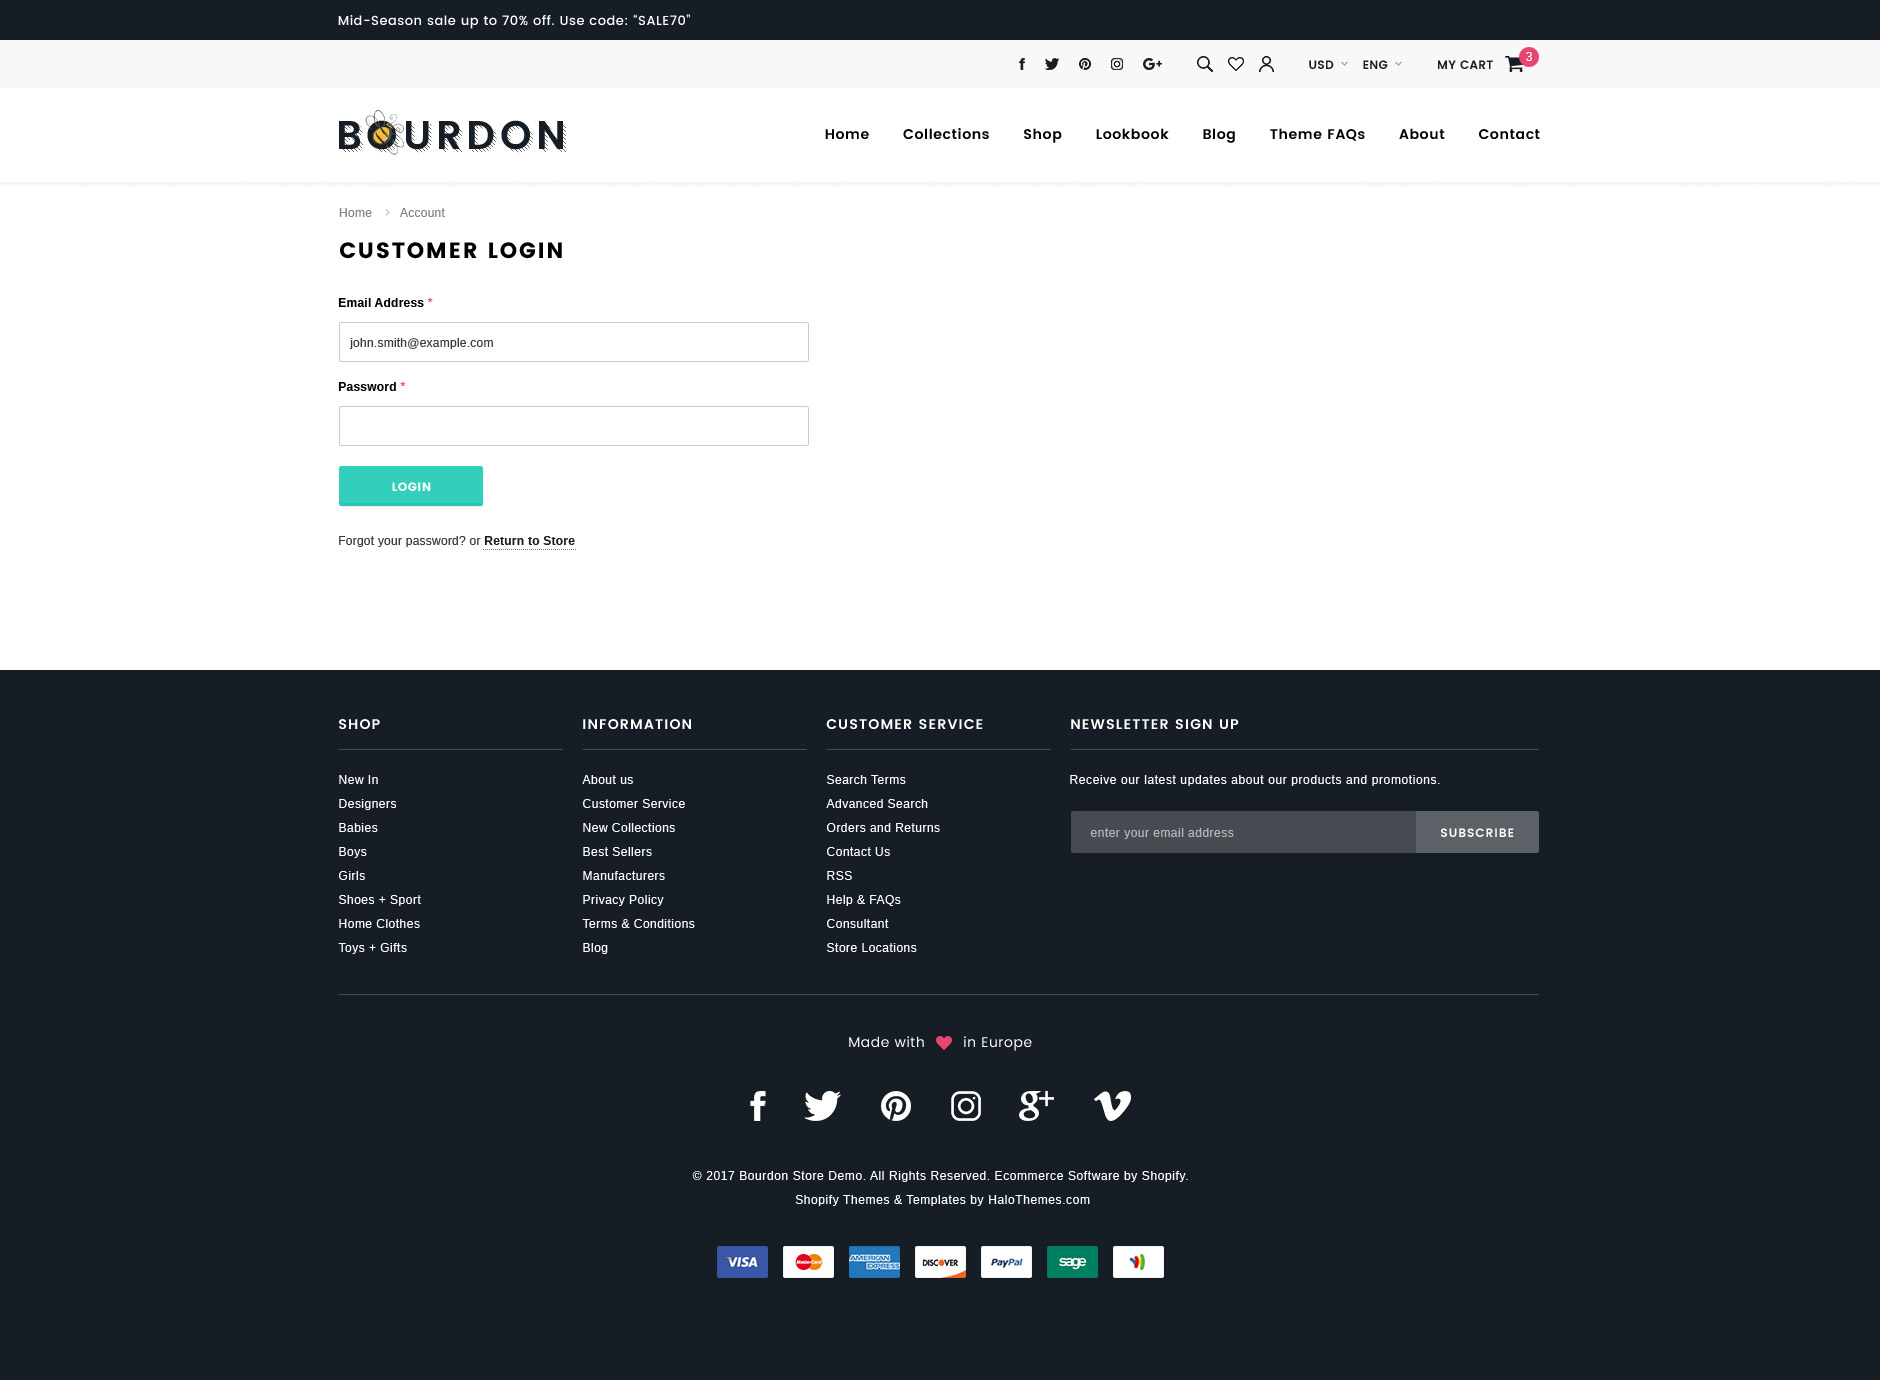 Mid-Season sale up to 70% off. Use code: "SALE70"
USD ENG MY CART 3
BOURDON
Home Collections Shop Lookbook Blog Theme FAQs About Contact
Home Account
CUSTOMER LOGIN
Email Address *
john.smith@example.com
Password *
LOGIN
Forgot your password? or Return to Store
SHOP
New In
Designers
Babies
Boys
Girls
Shoes + Sport
Home Clothes
Toys + Gifts
INFORMATION
About us
Customer Service
New Collections
Best Sellers
Manufacturers
Privacy Policy
Terms & Conditions
Blog
CUSTOMER SERVICE
Search Terms
Advanced Search
Orders and Returns
Contact Us
RSS
Help & FAQs
Consultant
Store Locations
NEWSLETTER SIGN UP
Receive our latest updates about our products and promotions.
enter your email address SUBSCRIBE
Made with in Europe
© 2017 Bourdon Store Demo. All Rights Reserved. Ecommerce Software by Shopify.
Shopify Themes & Templates by HaloThemes.com
VISA MasterCard AMERICAN EXPRESS DISCOVER PayPal sage